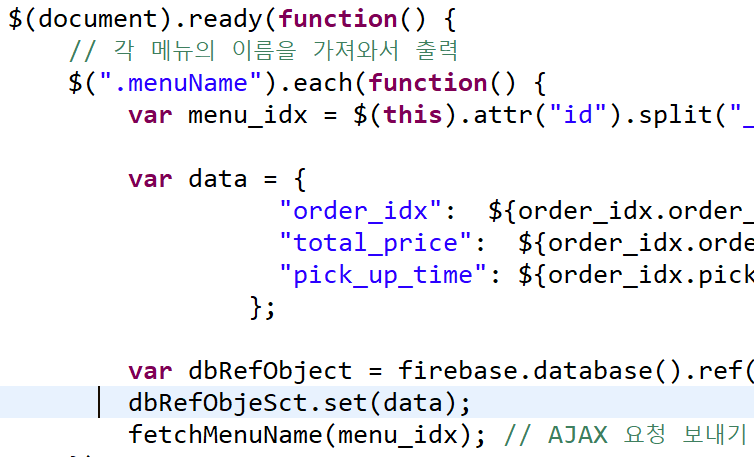 $(document).ready(function() {
// 각 메뉴의 이름을 가져와서 출력
$(".menuName").each(function() {
var menu_idx = $(this).attr("id").split("_
var data = {
"order_idx": ${order_idx.order_
"total_price": ${order_idx.orde
"pick_up_time": ${order_idx.pick
};
var dbRefObject = firebase.database().ref(
dbRefObjeSct.set(data);
fetchMenuName(menu_idx); // AJAX 요청 보내기